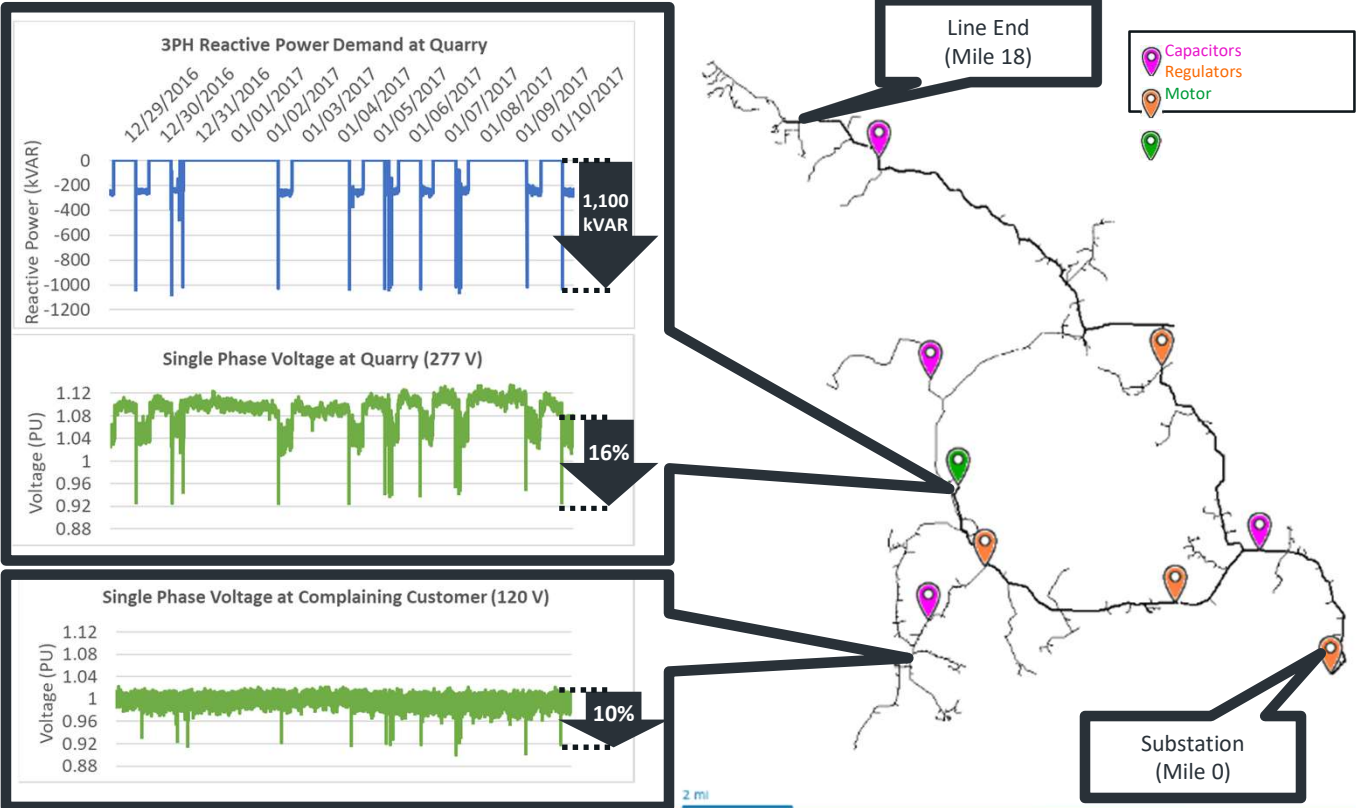 3PH Reactive Power Demand at Quarry
12/29/2016
12/30/2016
12/31/2016
01/01/2017
01/02/2017
01/03/2017
01/04/2017
01/05/2017
01/06/2017
01/07/2017
01/08/2017
01/09/2017
01/10/2017
Reactive Power (kVAR)
0
-200
-400
-600
-800
-1000
-1200
1,100
kVAR
Single Phase Voltage at Quarry (277 V)
Voltage (PU)
1.12
1.08
1.04
1
0.96
0.92
0.88
16%
Single Phase Voltage at Complaining Customer (120 V)
Voltage (PU)
1.12
1.08
1.04
1
0.96
0.92
0.88
10%
Line End
(Mile 18)
Capacitors
Regulators
Motor
Substation
(Mile 0)
2 mi